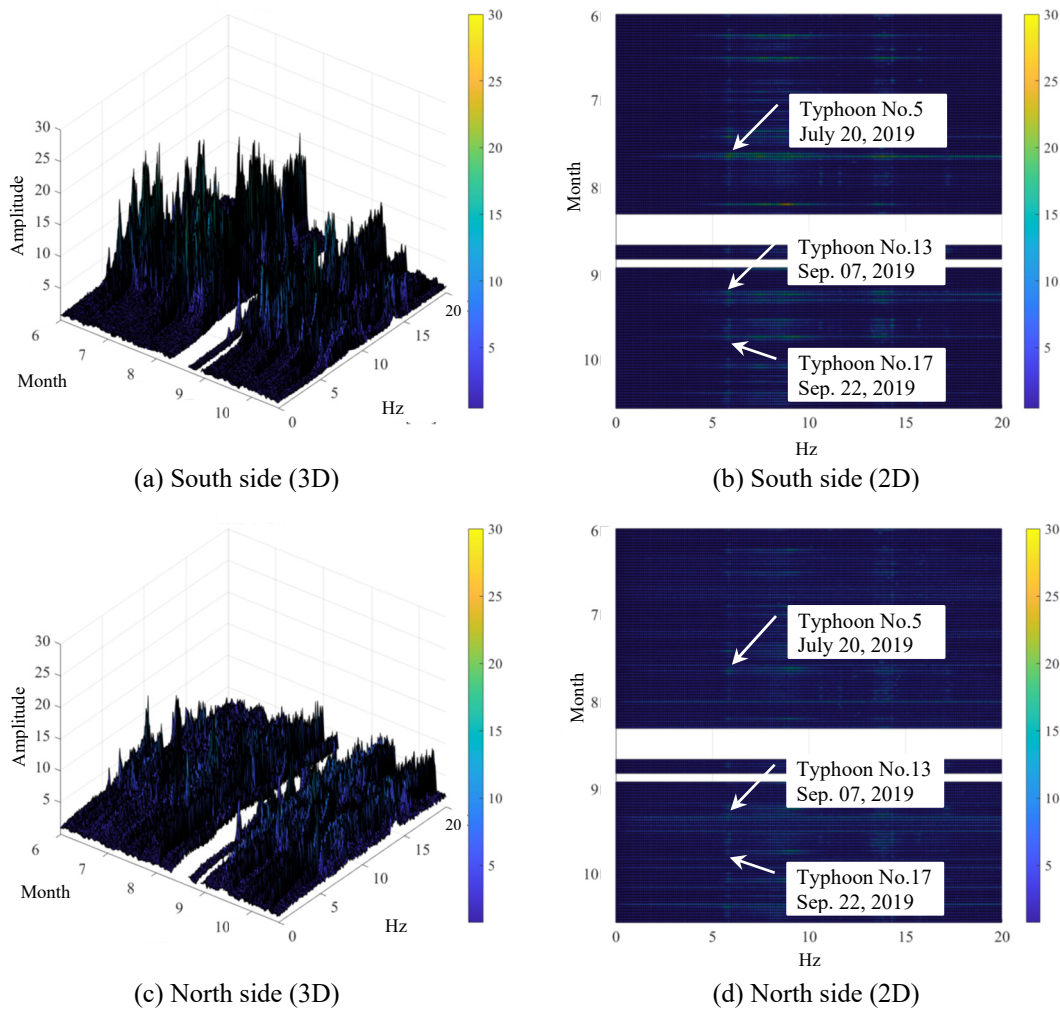 30
25
20
15
10
5
Amplitude
30
25
20
15
10
5
6
7
8
9
10
Month
0
5
10
15
20
Hz
(a) South side (3D)
6
7
8
9
10
Month
Typhoon No.5
July 20, 2019
Typhoon No.13
Sep. 07, 2019
Typhoon No.17
Sep. 22, 2019
0
5
10
15
20
Hz
30
25
20
15
10
5
(b) South side (2D)
30
25
20
15
10
5
Amplitude
30
25
20
15
10
5
6
7
8
9
10
Month
0
5
10
15
20
Hz
(c) North side (3D)
6
7
8
9
10
Month
Typhoon No.5
July 20, 2019
Typhoon No.13
Sep. 07, 2019
Typhoon No.17
Sep. 22, 2019
0
5
10
15
20
Hz
30
25
20
15
10
5
(d) North side (2D)